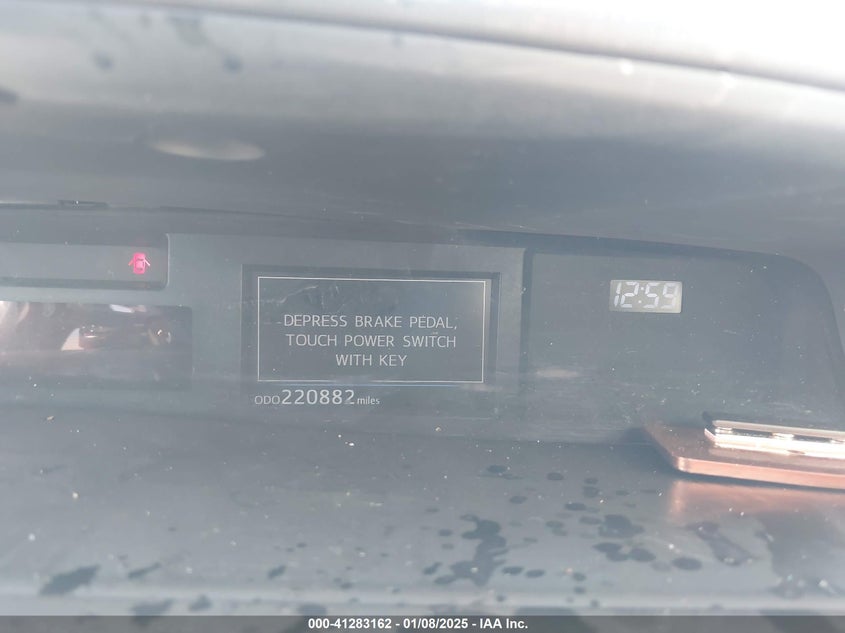 12:59
DEPRESS BRAKE PEDAL,
TOUCH POWER SWITCH
WITH KEY
ODO220882miles
000-41283162 - 01/08/2025 - IAA Inc.